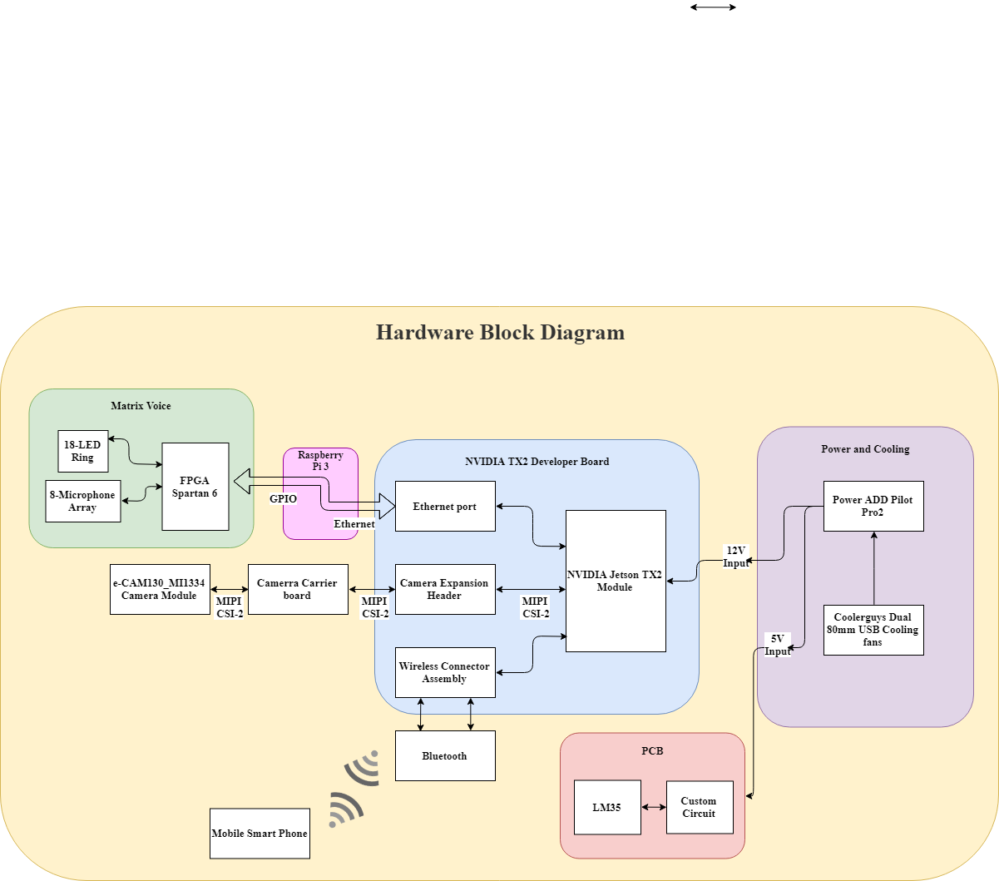 Hardware Block Diagram
Matrix Voice
18-LED
Ring
8-Microphone
Array
FPGA
Spartan 6
Raspberry
Pi 3
GPIO
Ethernet
NVIDIA TX2 Developer Board
Ethernet port
Power and Cooling
Power ADD Pilot
Pro2
12V
Input
e-CAM130_MI1334
Camera Module
MIPI
CSI-2
Camerra Carrier
board
MIPI
CSI-2
Camera Expansion
Header
MIPI
CSI-2
NVIDIA Jetson TX2
Module
Coolerguys Dual
80mm USB Cooling
fans
5V
Input
Wireless Connector
Assembly
Bluetooth
Mobile Smart Phone
PCB
LM35
Custom
Circuit